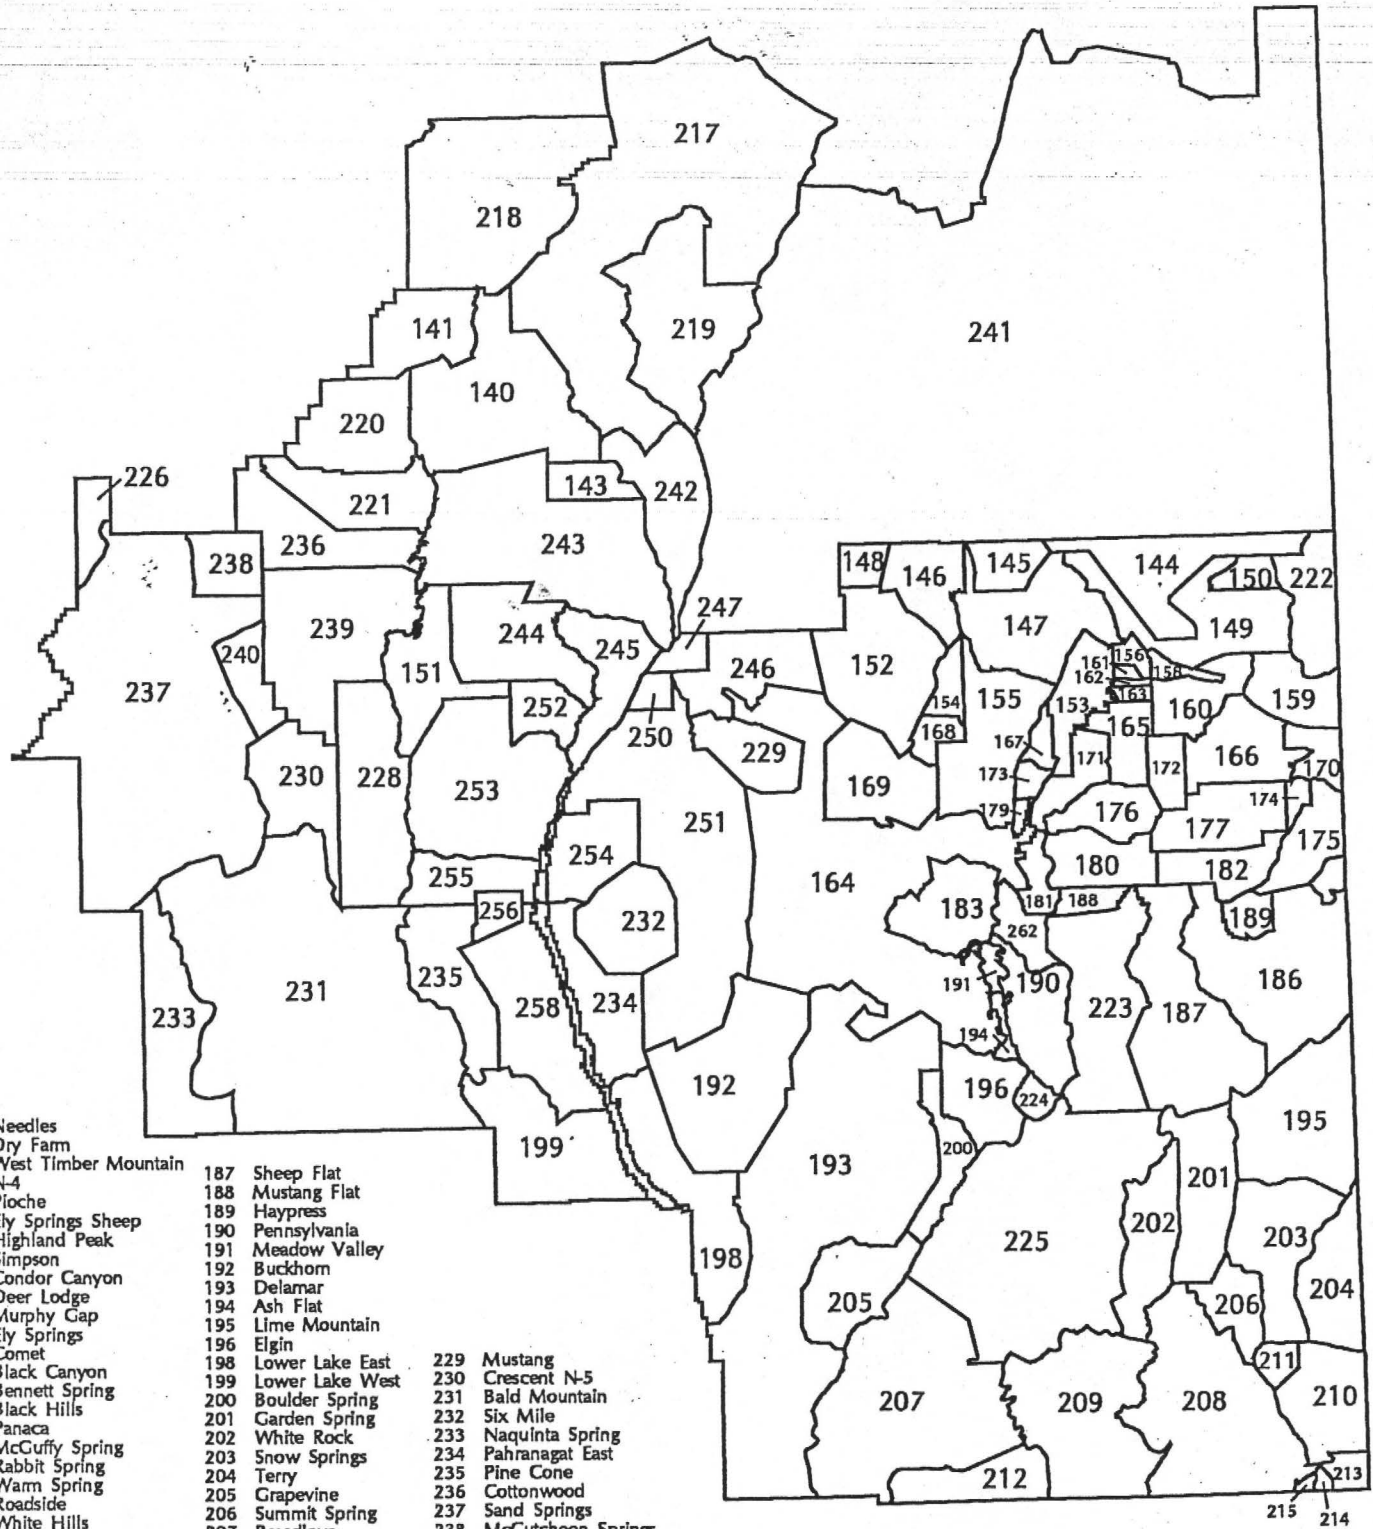 217
218
219
241
141
140
220
226
221
143
242
236
243
238
148
146
145
144
150
222
247
239
244
245
147
149
240
151
246
152
161
156
162
158
237
154
155
153
163
160
159
252
250
168
165
229
167
230
228
253
169
173
171
172
166
170
174
251
179
176
177
254
175
255
164
180
182
256
183
181
188
232
262
189
235
191
190
186
231
258
234
223
187
233
194
192
196
224
195
199
193
200
201
198
225
202
203
205
206
204
211
207
209
208
210
212
213
215
214
Needles
Dry Farm
West Timber Mountain
N-4
Pioche
Ely Springs Sheep
Highland Peak
Simpson
Condor Canyon
Deer Lodge
Murphy Gap
Ely Springs
Comet
Black Canyon
Bennett Spring
Black Hills
Panaca
McGuffy Spring
Rabbit Spring
Warm Spring
Roadside
White Hills
187 Sheep Flat
188 Mustang Flat
189 Haypress
190 Pennsylvania
191 Meadow Valley
192 Buckhorn
193 Delamar
194 Ash Flat
195 Lime Mountain
196 Elgin
198 Lower Lake East
199 Lower Lake West
200 Boulder Spring
201 Garden Spring
202 White Rock
203 Snow Springs
204 Terry
205 Grapevine
206 Summit Spring
229 Mustang
230 Crescent N-5
231 Bald Mountain
232 Six Mile
233 Naquinta Spring
234 Pahranagat East
235 Pine Cone
236 Cottonwood
237 Sand Springs
238 McCutcheon Springs